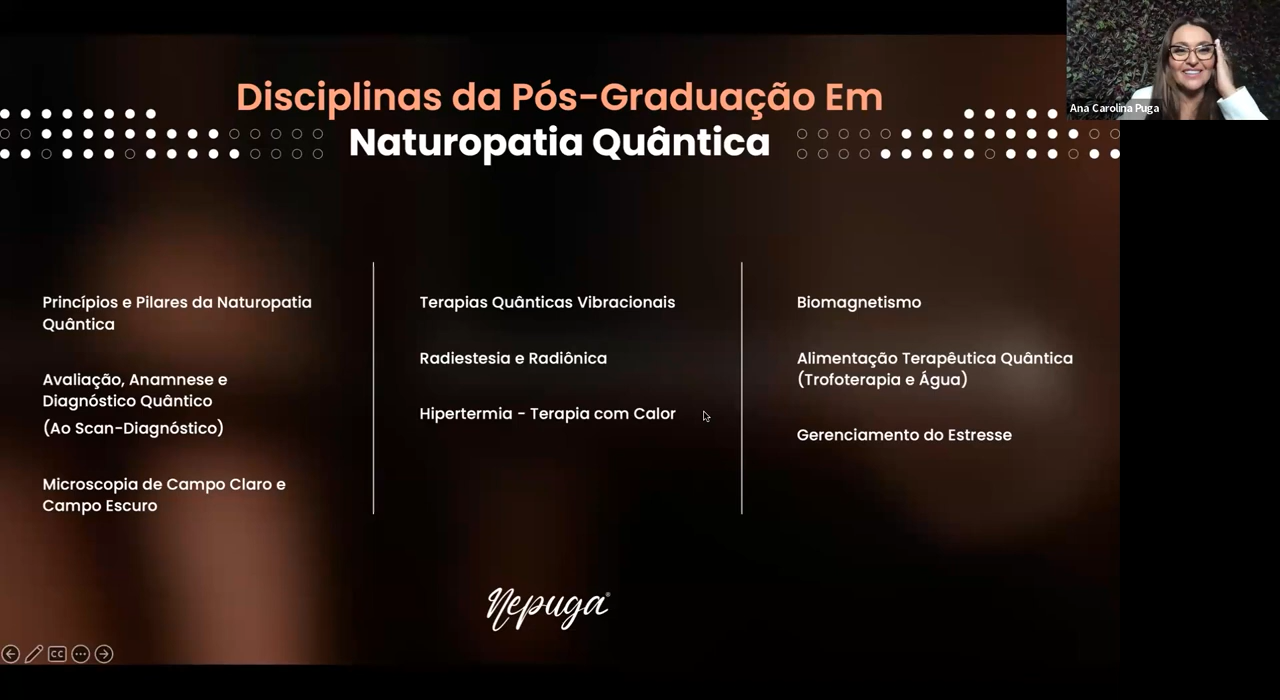 Disciplinas da Pós-Graduação Em
Naturopatia Quântica
Ana Carolina Puga
Princípios e Pilares da Naturopatia
Quântica
Avaliação, Anamnese e
Diagnóstico Quântico
(Ao Scan-Diagnóstico)
Microscopia de Campo Claro e
Campo Escuro
Terapias Quânticas Vibracionais
Radiestesia e Radiônica
Hipertermia - Terapia com Calor
Biomagnetismo
Alimentação Terapêutica Quântica
(Trofoterapia e Água)
Gerenciamento do Estresse
Nepuga®
CC